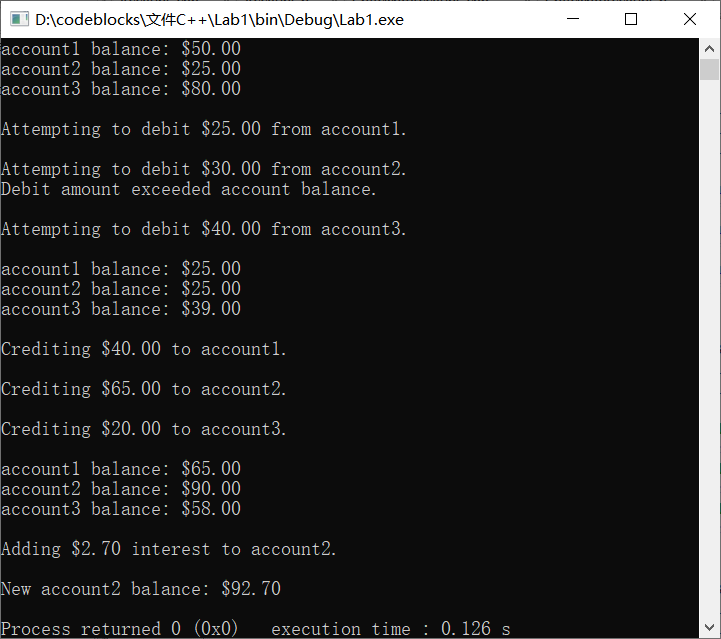 D:\codeblocks\文件C++\Lab1\bin\Debug\Lab1.exe
account1 balance: $50.00
account2 balance: $25.00
account3 balance: $80.00
Attempting to debit $25.00 from account1.
Attempting to debit $30.00 from account2.
Debit amount exceeded account balance.
Attempting to debit $40.00 from account3.
account1 balance: $25.00
account2 balance: $25.00
account3 balance: $39.00
Crediting $40.00 to account1.
Crediting $65.00 to account2.
Crediting $20.00 to account3.
account1 balance: $65.00
account2 balance: $90.00
account3 balance: $58.00
Adding $2.70 interest to account2.
New account2 balance: $92.70
Process returned 0 (0x0)   execution time : 0.126 s